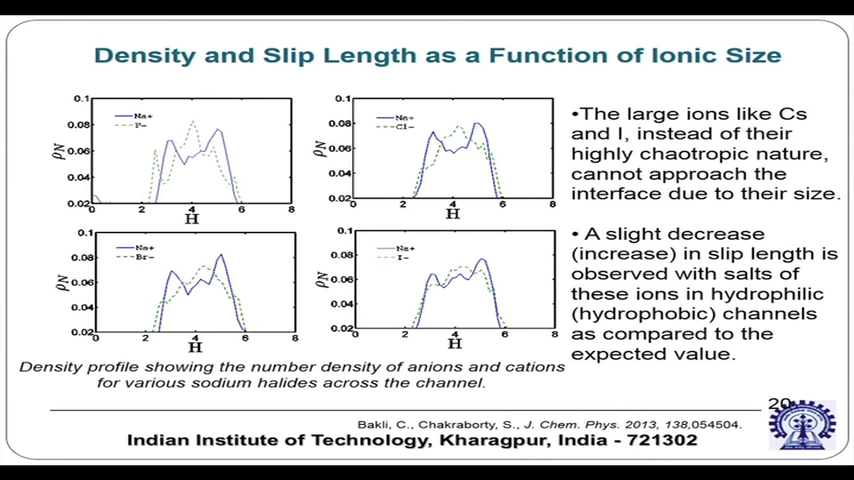 Density and Slip Length as a Function of Ionic Size
0.1
0.08
0.06
0.04
0.02
ρN
0 2 4 6 8
H
Na+
F-
0.1
0.08
0.06
0.04
0.02
ρN
0 2 4 6 8
H
Na+
Cl-
0.1
0.08
0.06
0.04
0.02
ρN
0 2 4 6 8
H
Na+
Br-
0.1
0.08
0.06
0.04
0.02
ρN
0 2 4 6 8
H
Na+
I-
Density profile showing the number density of anions and cations
for various sodium halides across the channel.
•The large ions like Cs
and I, instead of their
highly chaotropic nature,
cannot approach the
interface due to their size.
• A slight decrease
(increase) in slip length is
observed with salts of
these ions in hydrophilic
(hydrophobic) channels
as compared to the
expected value.
20
Bakli, C., Chakraborty, S., J. Chem. Phys. 2013, 138,054504.
Indian Institute of Technology, Kharagpur, India - 721302